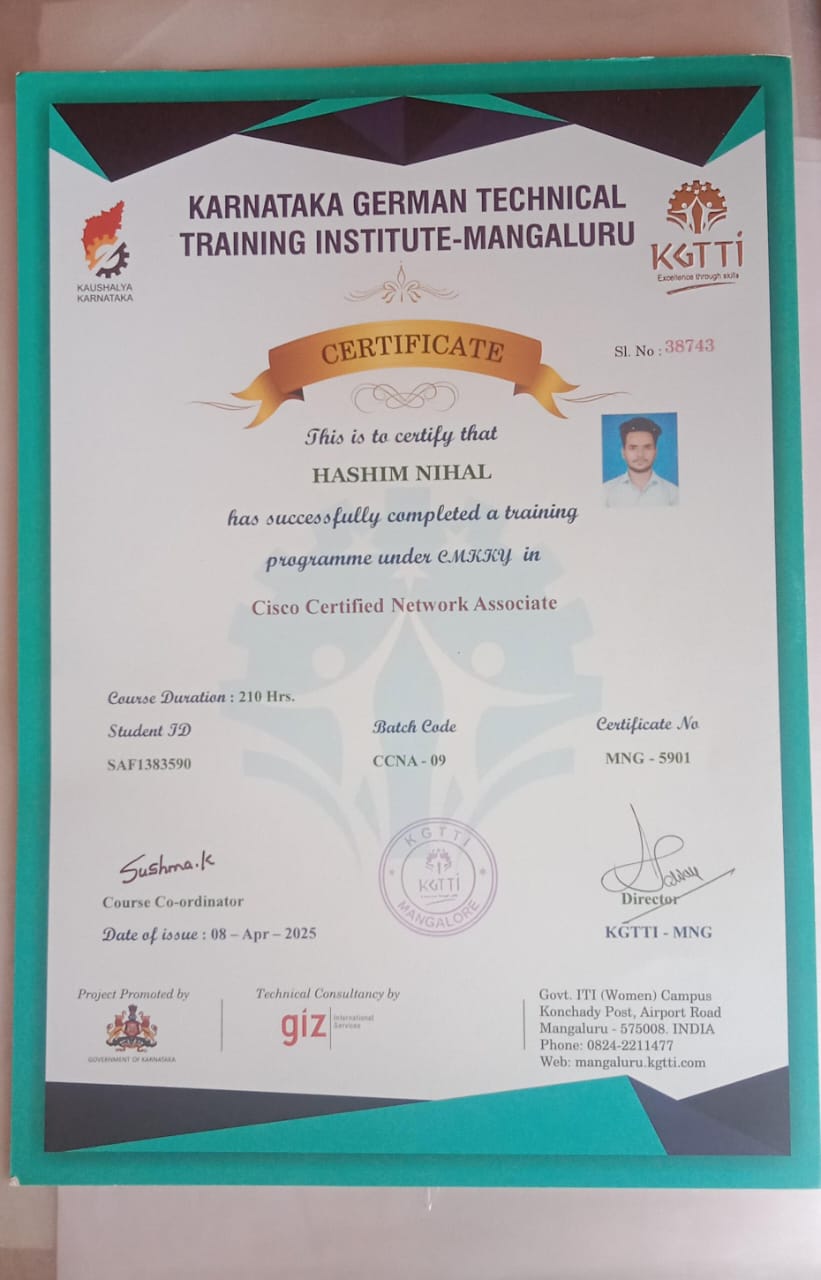 KARNATAKA GERMAN TECHNICAL
TRAINING INSTITUTE-MANGALURU
KAUSHALYA
KARNATAKA
KGTTI
Excellence through skills
CERTIFICATE
Sl. No : 38743
This is to certify that
HASHIM NIHAL
has successfully completed a training
programme under CMKKY in
Cisco Certified Network Associate
Course Duration : 210 Hrs.
Student ID
SAF1383590
Batch Code
CCNA - 09
Certificate No
MNG - 5901
Sushma.K
Course Co-ordinator
Date of issue : 08 – Apr – 2025
KGTTI
KGTTI
MANGALORE
Director
KGTTI - MNG
Project Promoted by
GOVERNMENT OF KARNATAKA
Technical Consultancy by
giz
International
Services
Govt. ITI (Women) Campus
Konchady Post, Airport Road
Mangaluru - 575008. INDIA
Phone: 0824-2211477
Web: mangaluru.kgtti.com